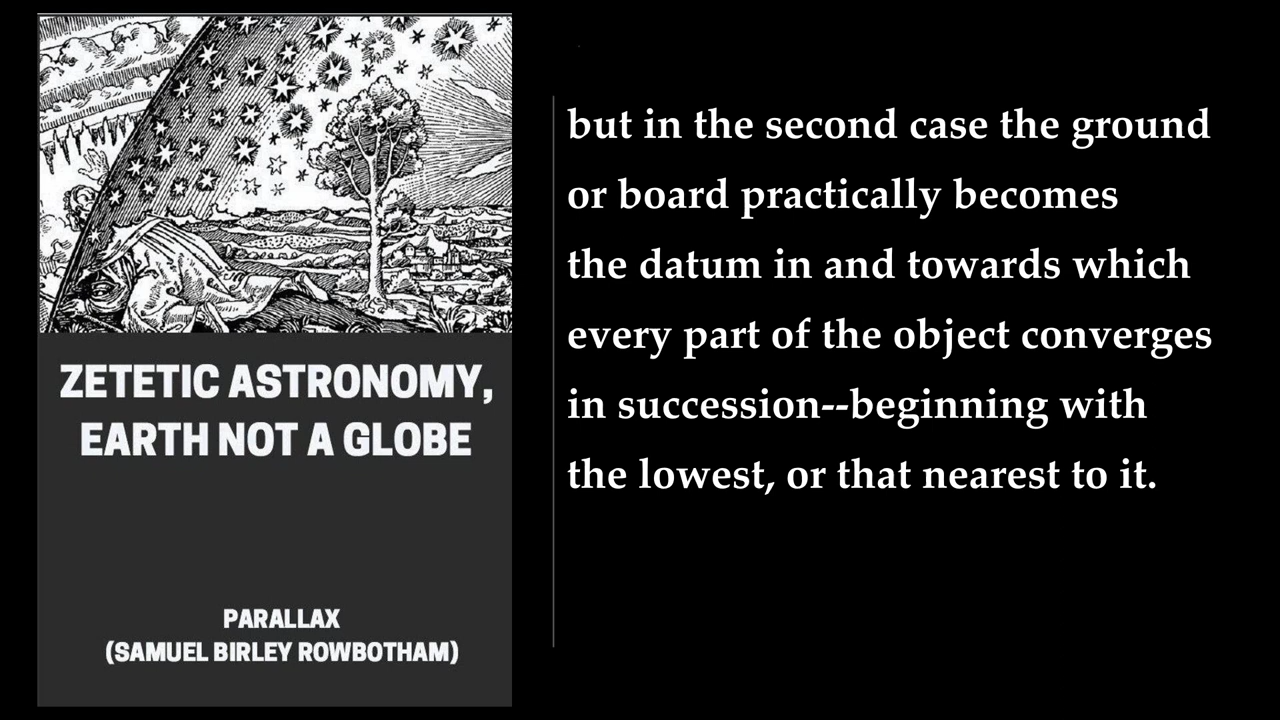 ZETETIC ASTRONOMY,
EARTH NOT A GLOBE
PARALLAX
(SAMUEL BIRLEY ROWBOTHAM)
but in the second case the ground
or board practically becomes
the datum in and towards which
every part of the object converges
in succession--beginning with
the lowest, or that nearest to it.